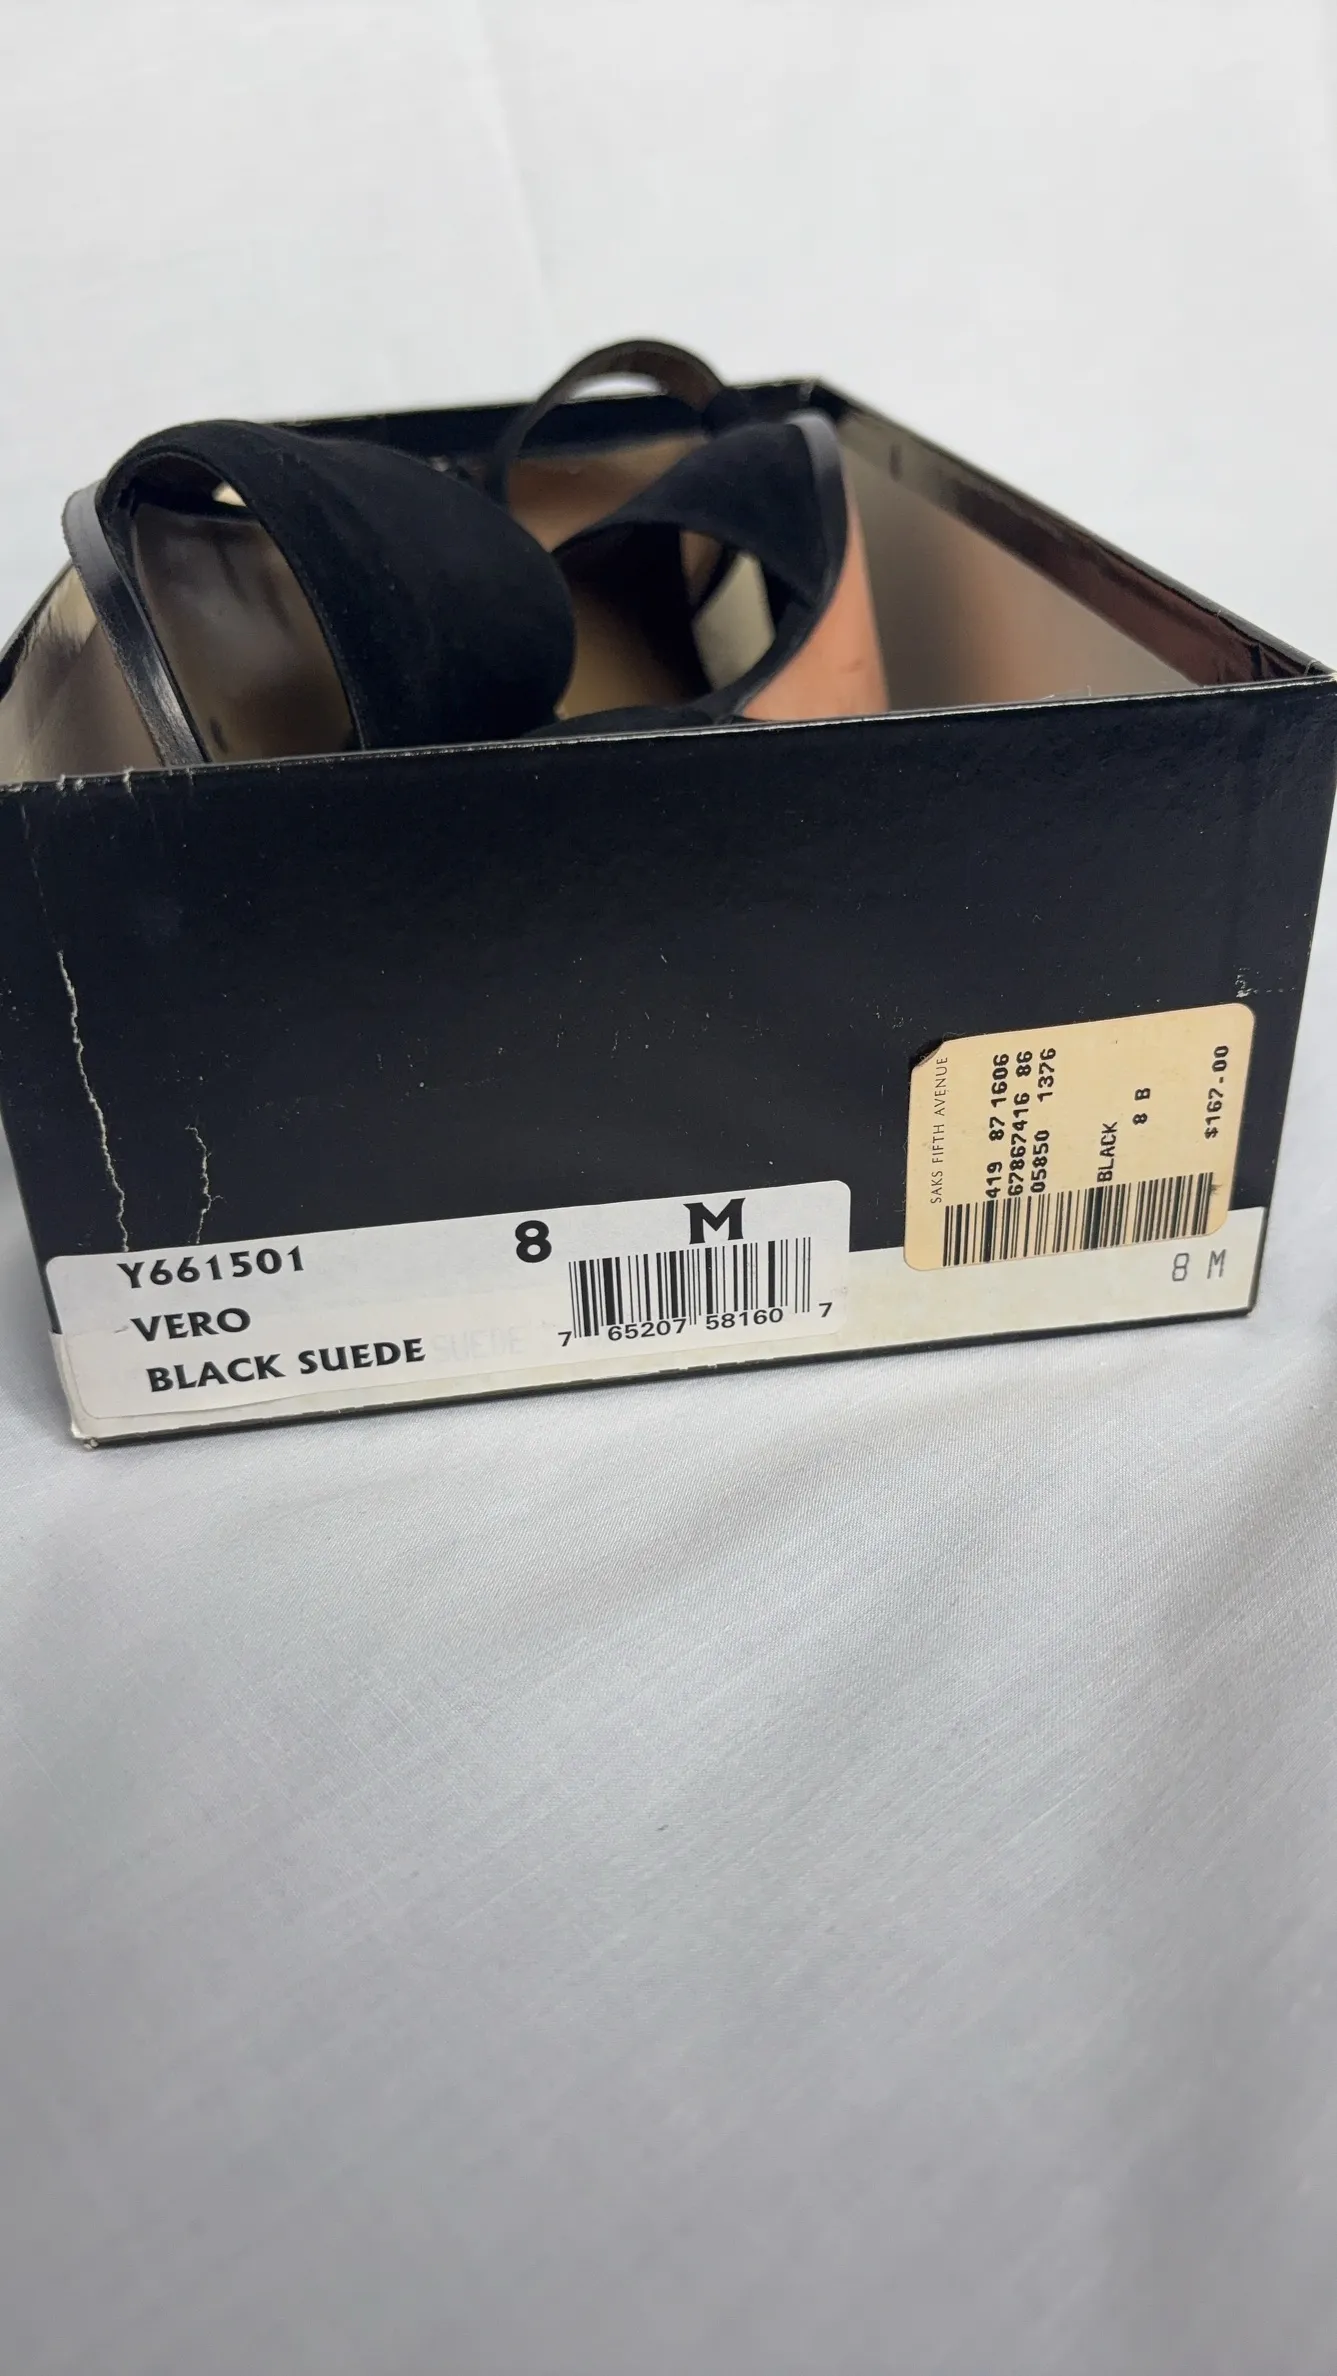 Y661501
VERO
BLACK SUEDE
8 M
7 65207 58160 7
SAKS FIFTH AVENUE
419 87 1606
67867416 86
05850 1376
BLACK
8 B
$167.00
8 M